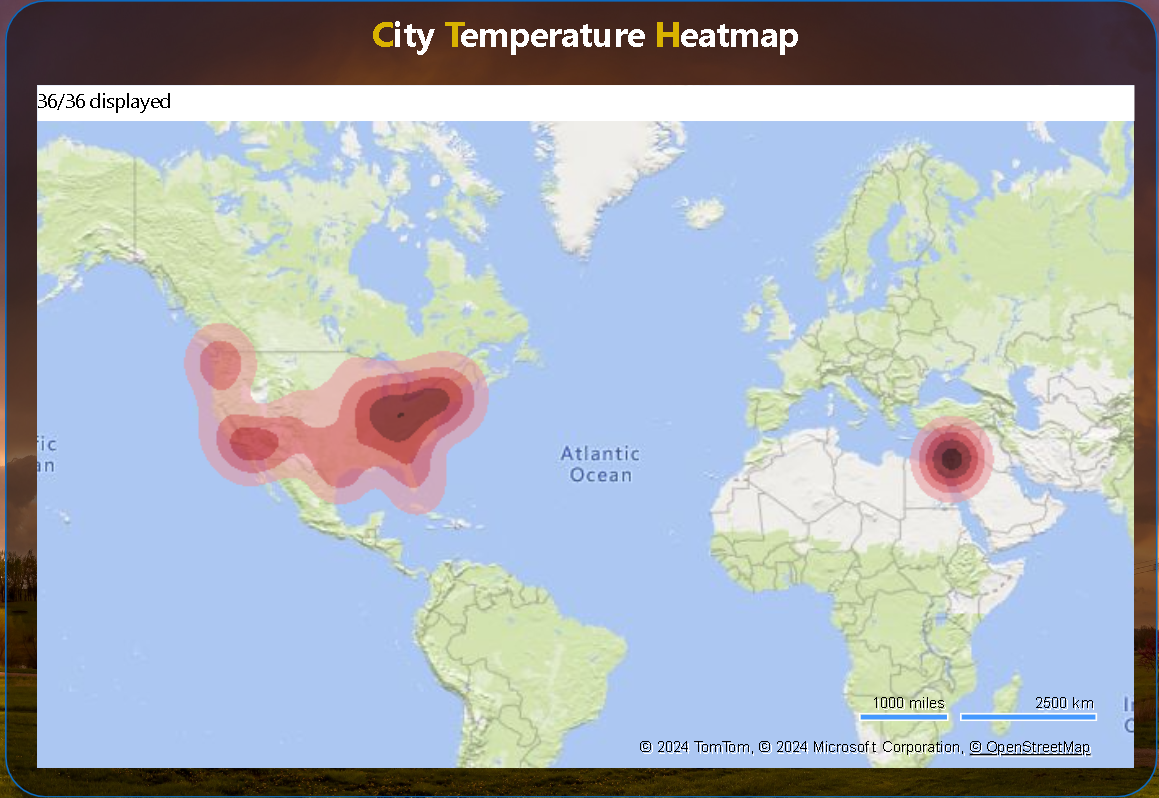 City Temperature Heatmap
36/36 displayed
Atlantic
Ocean
1000 miles
2500 km
© 2024 TomTom, © 2024 Microsoft Corporation, © OpenStreetMap